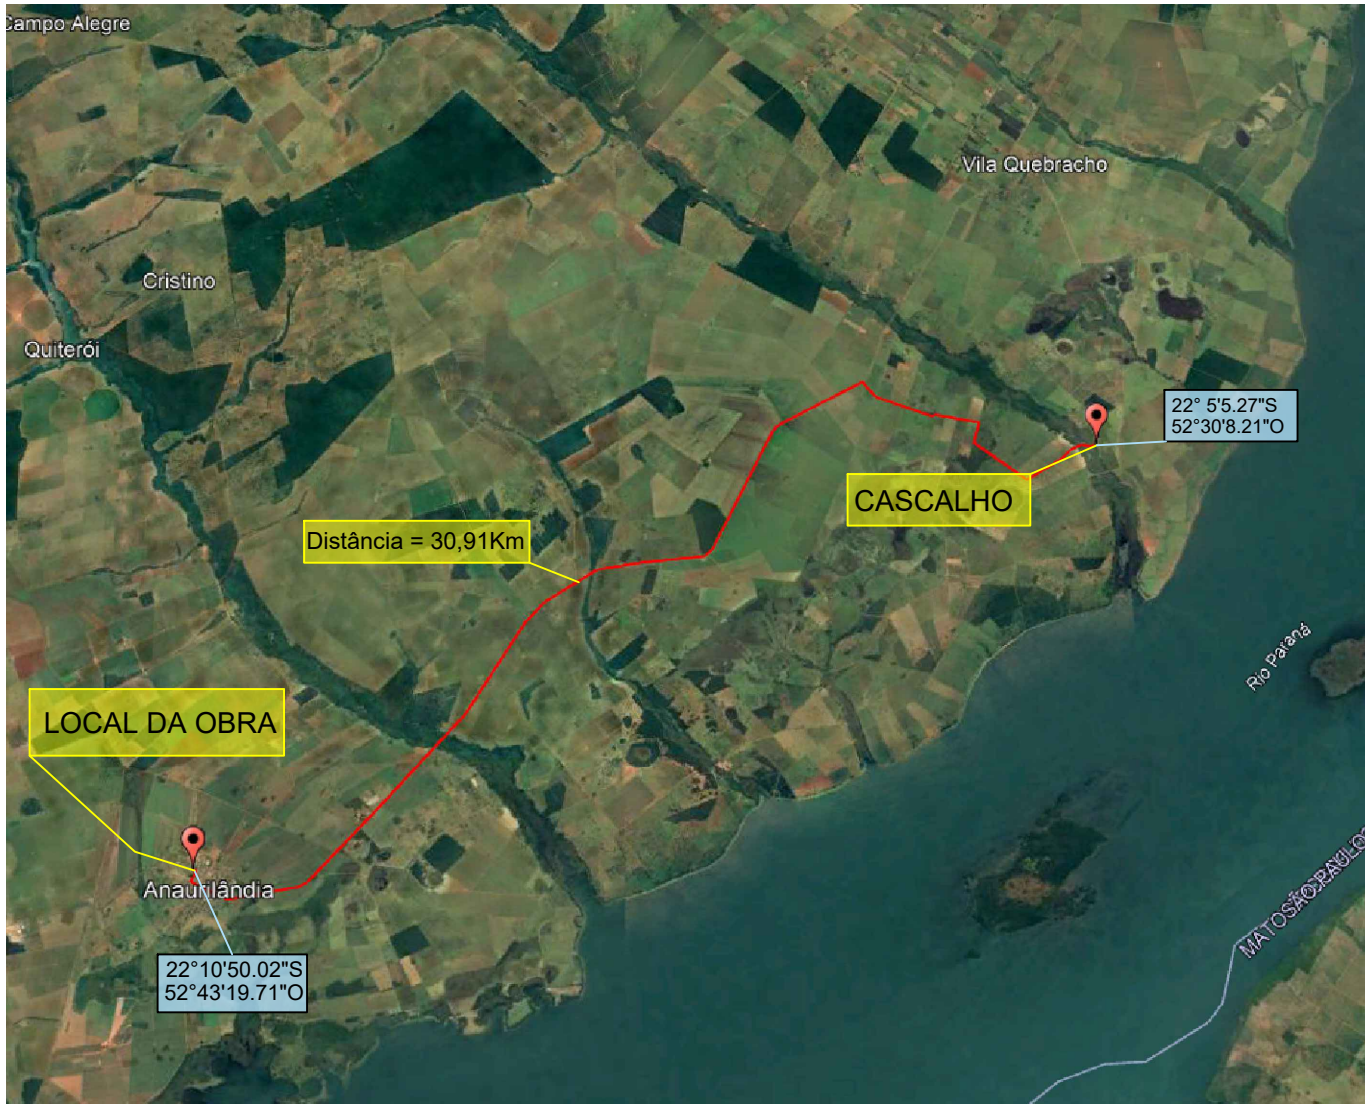 Campo Alegre
Vila Quebracho
Cristino
Quiterói
22° 5'5.27"S
52°30'8.21"O
CASCALHO
Distância = 30,91Km
Rio Paraná
LOCAL DA OBRA
Anaurilândia
22°10'50.02"S
52°43'19.71"O